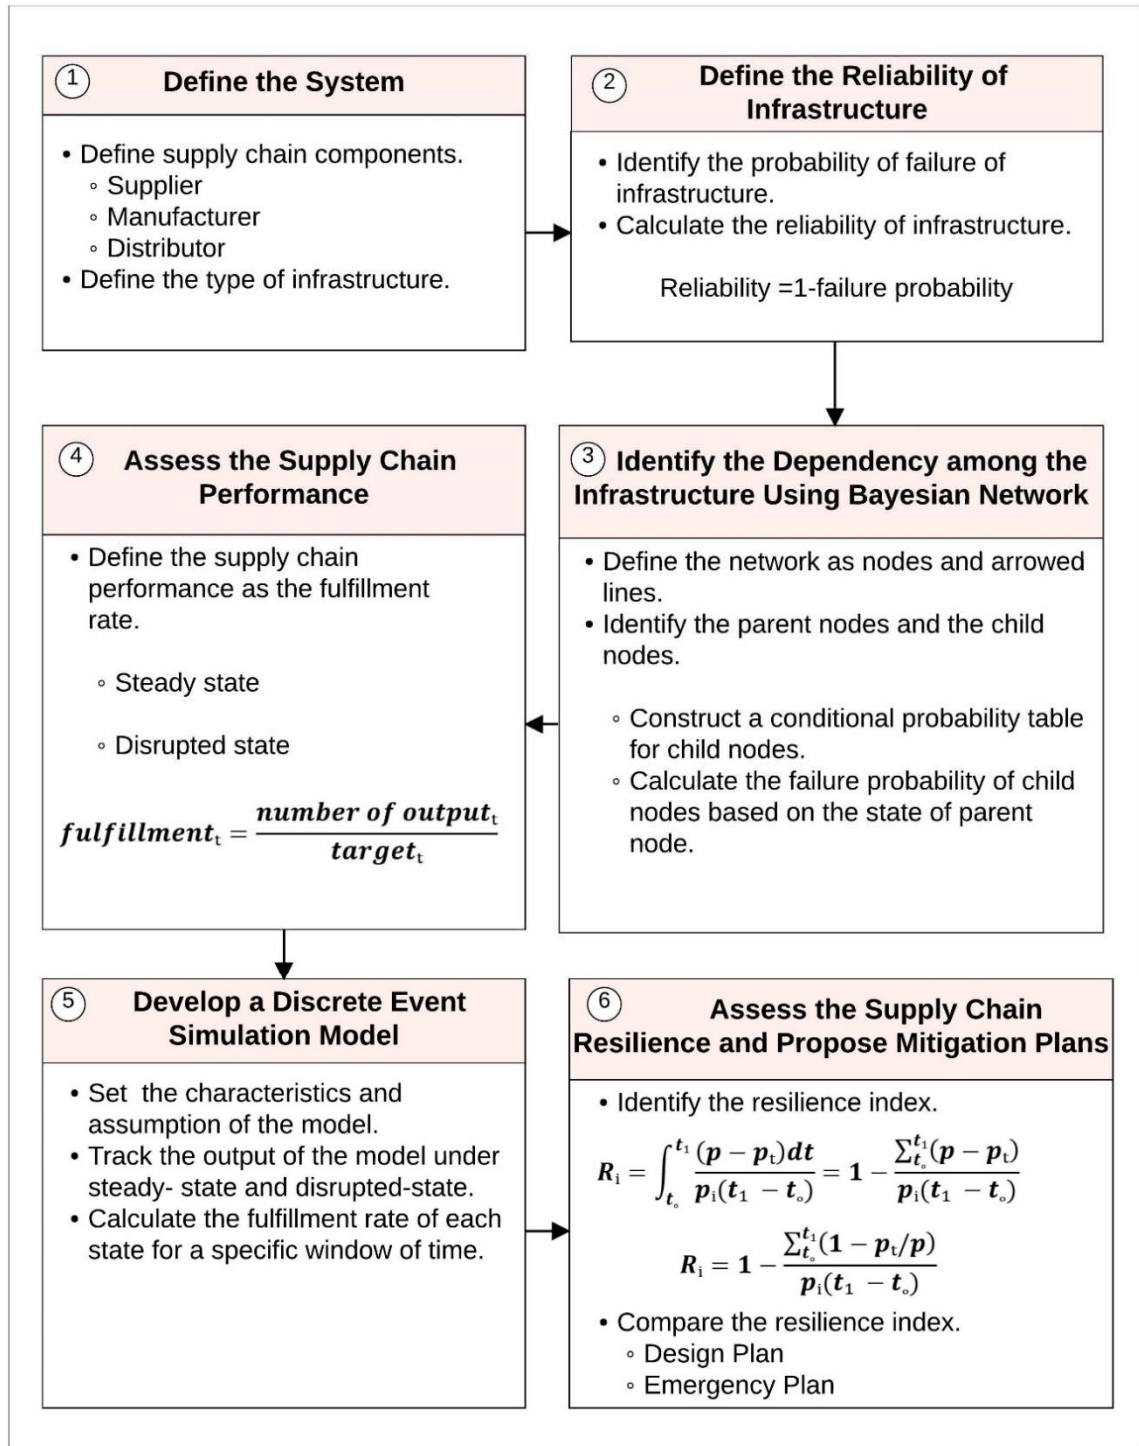 ① Define the System
• Define supply chain components.
◦ Supplier
◦ Manufacturer
◦ Distributor
• Define the type of infrastructure.
② Define the Reliability of
Infrastructure
• Identify the probability of failure of
infrastructure.
• Calculate the reliability of infrastructure.
Reliability =1-failure probability
③ Identify the Dependency among the
Infrastructure Using Bayesian Network
• Define the network as nodes and arrowed
lines.
• Identify the parent nodes and the child
nodes.
◦ Construct a conditional probability table
for child nodes.
◦ Calculate the failure probability of child
nodes based on the state of parent
node.
④ Assess the Supply Chain
Performance
• Define the supply chain
performance as the fulfillment
rate.
◦ Steady state
◦ Disrupted state
fulfillment_t = number of output_t / target_t
⑤ Develop a Discrete Event
Simulation Model
• Set the characteristics and
assumption of the model.
• Track the output of the model under
steady- state and disrupted-state.
• Calculate the fulfillment rate of each
state for a specific window of time.
⑥ Assess the Supply Chain
Resilience and Propose Mitigation Plans
• Identify the resilience index.
R_i = ∫_{t_o}^{t_1} (p − p_t)dt / p_i(t_1 − t_o) = 1 − ∑_{t_o}^{t_1}(p − p_t) / p_i(t_1 − t_o)
R_i = 1 − ∑_{t_o}^{t_1}(1 − p_t/p) / p_i(t_1 − t_o)
• Compare the resilience index.
◦ Design Plan
◦ Emergency Plan